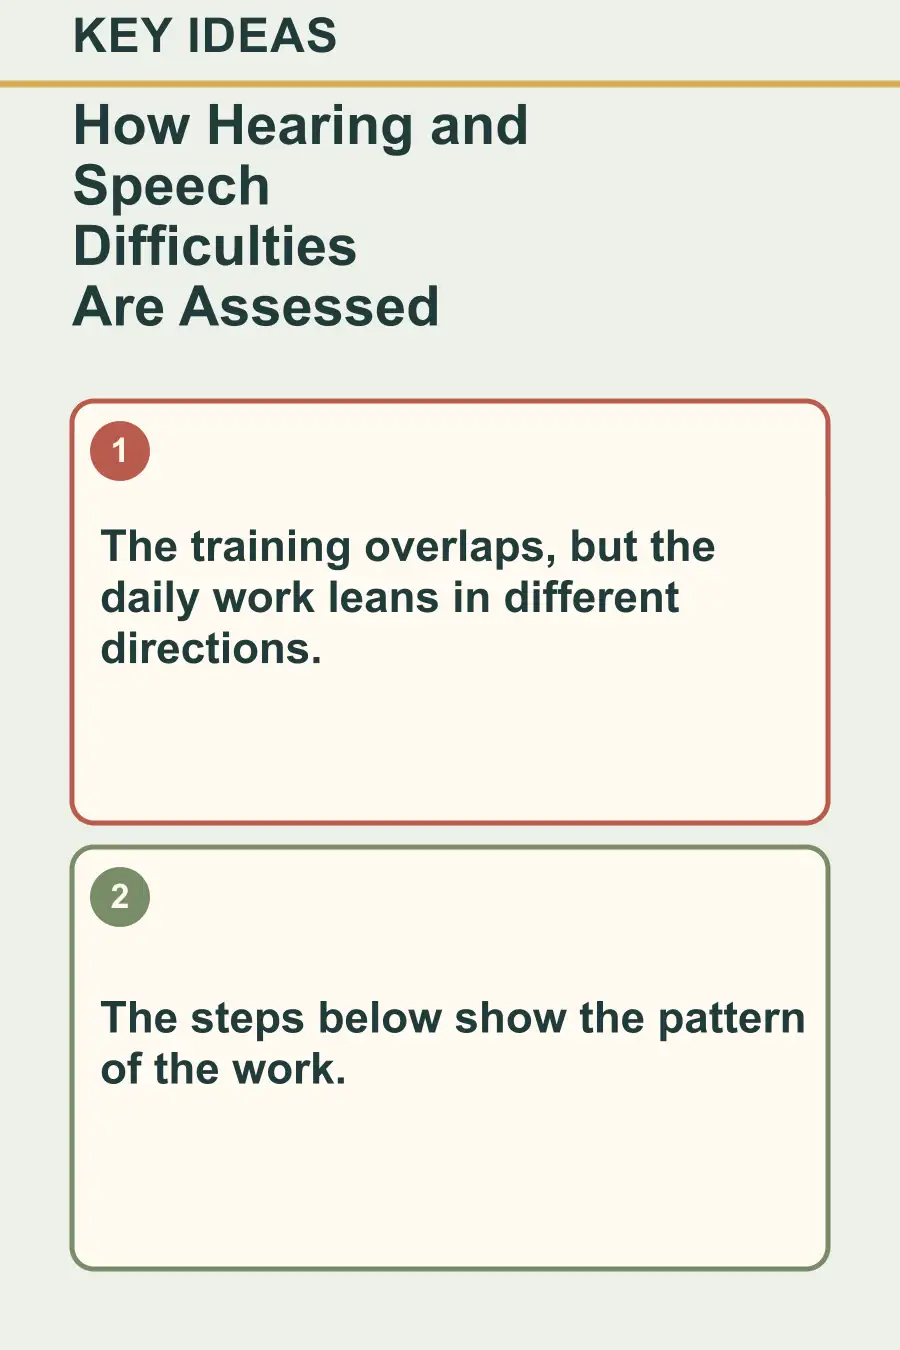 KEY IDEAS
How Hearing and
Speech
Difficulties
Are Assessed
1
The training overlaps, but the
daily work leans in different
directions.
2
The steps below show the pattern
of the work.